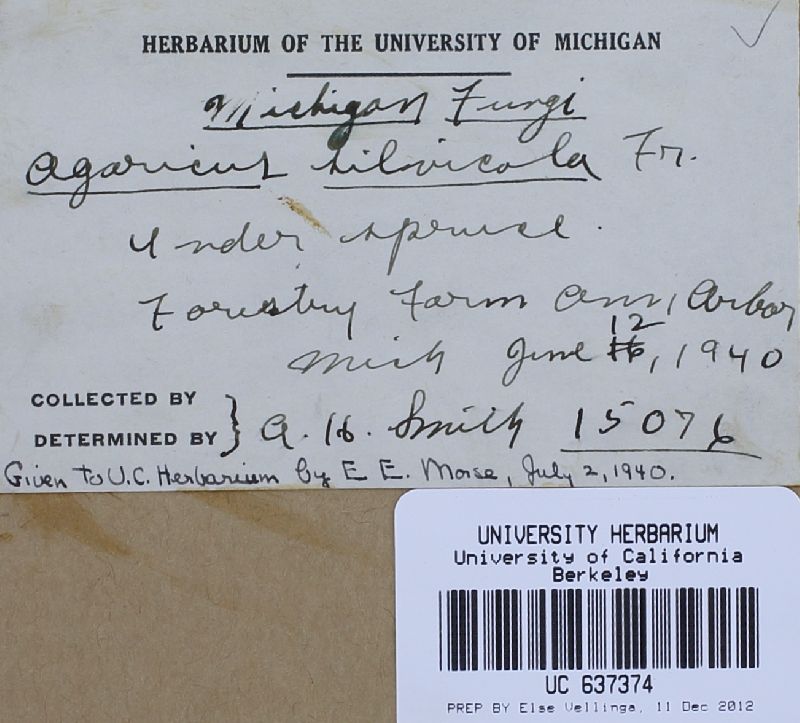 HERBARIUM OF THE UNIVERSITY OF MICHIGAN
Michigan Fungi
Agaricus silvicola Fr.
Under spruce.
Forestry Farm Ann Arbor
Mich June 12, 1940
COLLECTED BY
DETERMINED BY } A. H. Smith 15076
Given to U.C. Herbarium by E E. Morse, July 2, 1940.
UNIVERSITY HERBARIUM
University of California
Berkeley
UC 637374
PREP BY Else Vellinga, 11 Dec 2012